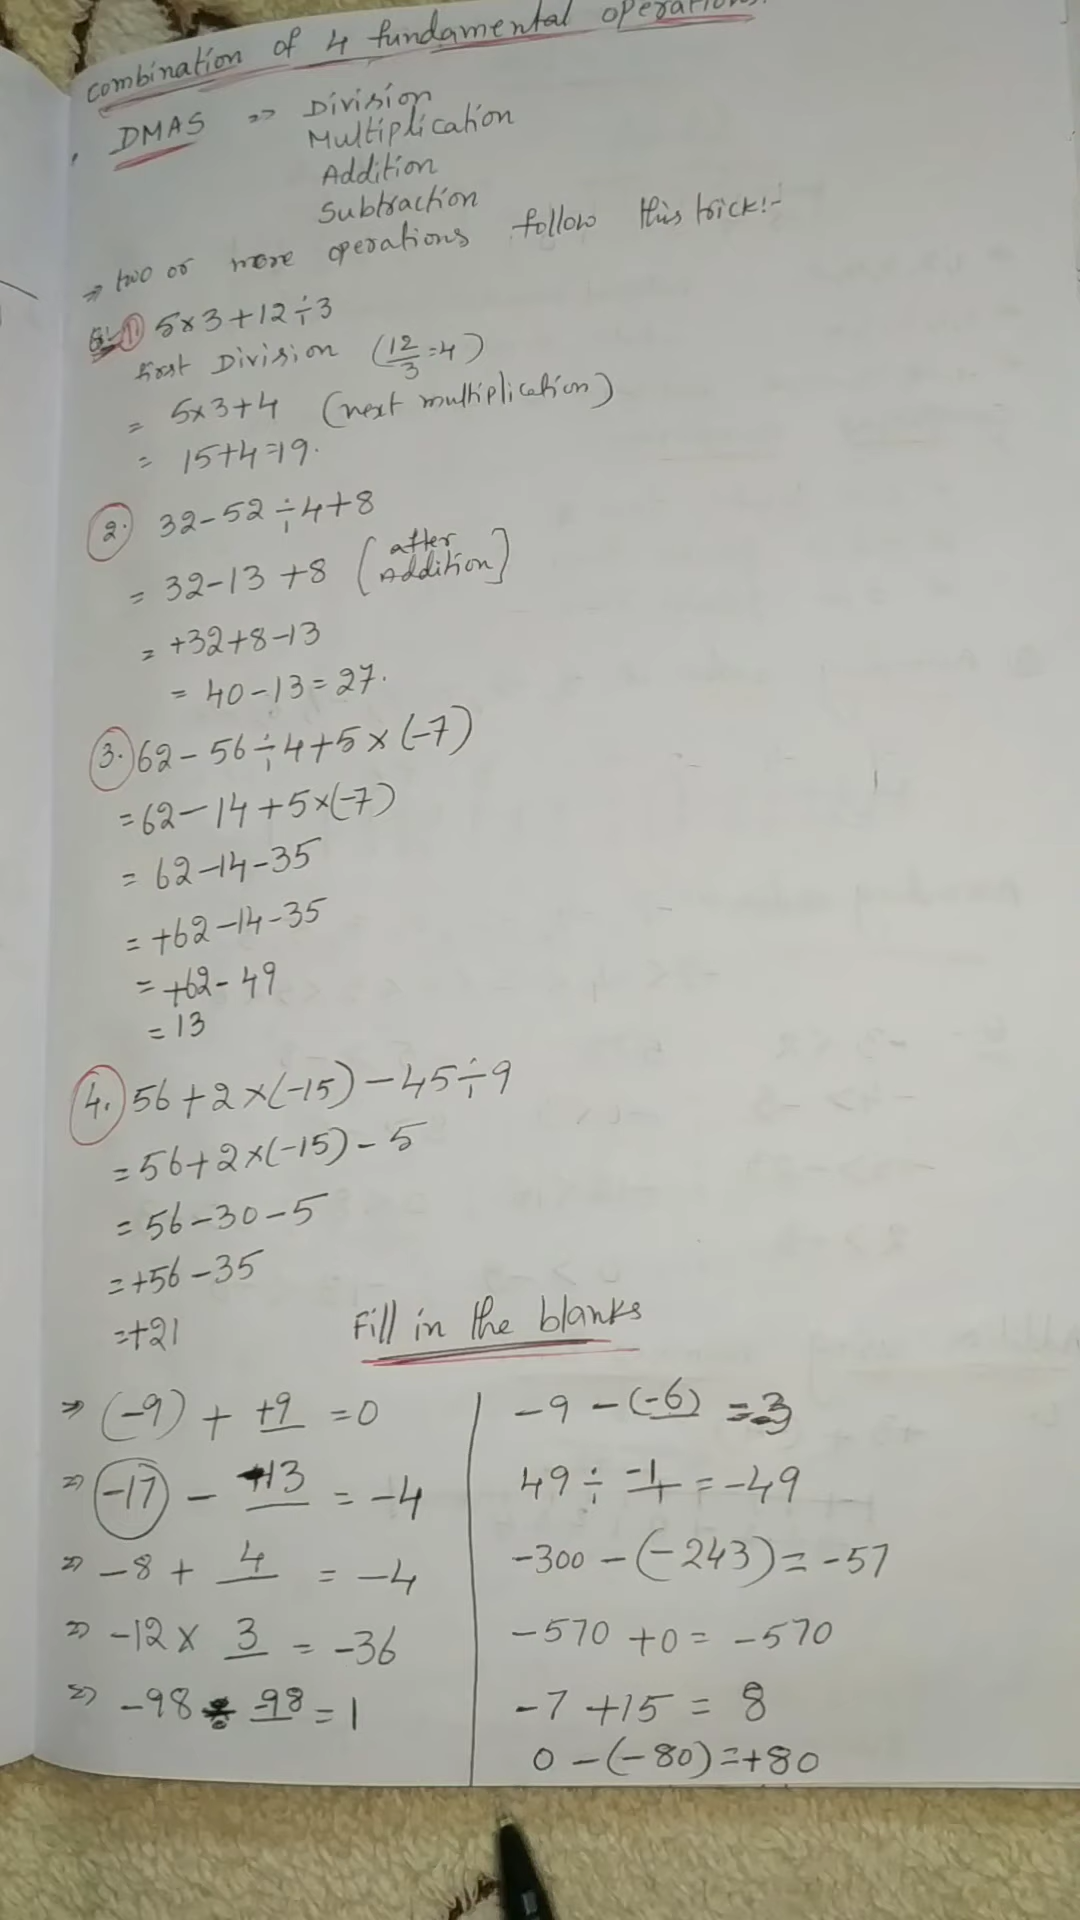 Combination of 4 fundamental operations.
DMAS => Division
Multiplication
Addition
Subtraction
=> two or more operations follow this trick:-
1) 5×3+12÷3
first Division (12/3=4)
= 5×3+4 (next multiplication)
= 15+4=19.
2. 32-52÷4+8
= 32-13+8 [after Addition]
= +32+8-13
= 40-13=27.
3. 62-56÷4+5×(-7)
=62-14+5×(-7)
= 62-14-35
= +62-14-35
= +62-49
= 13
4. 56+2×(-15)-45÷9
=56+2×(-15)-5
= 56-30-5
=+56-35
=+21
Fill in the blanks
=> (-9) + +9 =0
=> (-17) - +13 = -4
=> -8 + 4 = -4
=> -12 × 3 = -36
=> -98 ÷ -98 = 1
-9 -(-6) =-3
49 ÷ -1 = -49
-300 -(-243)= -57
-570 +0= -570
-7 +15 = 8
0 -(-80)=+80